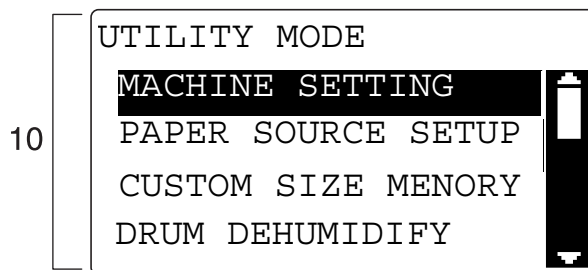 UTILITY MODE
MACHINE SETTING
10
PAPER SOURCE SETUP
CUSTOM SIZE MENORY
DRUM DEHUMIDIFY